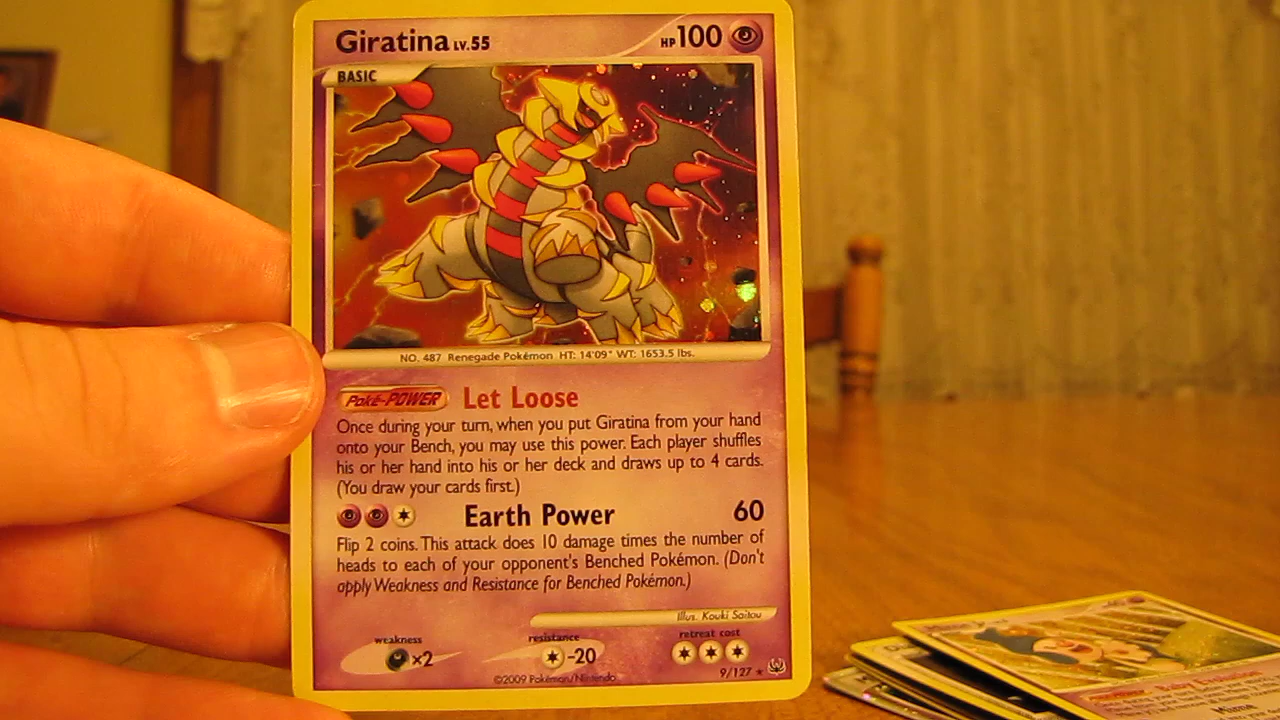 Giratina LV.55 HP 100
BASIC
NO. 487 Renegade Pokémon HT: 14'09" WT: 1653.5 lbs.
Poké-POWER Let Loose
Once during your turn, when you put Giratina from your hand
onto your Bench, you may use this power. Each player shuffles
his or her hand into his or her deck and draws up to 4 cards.
(You draw your cards first.)
Earth Power 60
Flip 2 coins. This attack does 10 damage times the number of
heads to each of your opponent's Benched Pokémon. (Don't
apply Weakness and Resistance for Benched Pokémon.)
Illus. Kouki Saitou
weakness resistance retreat cost
×2 -20
©2009 Pokémon/Nintendo 9/127
Mime